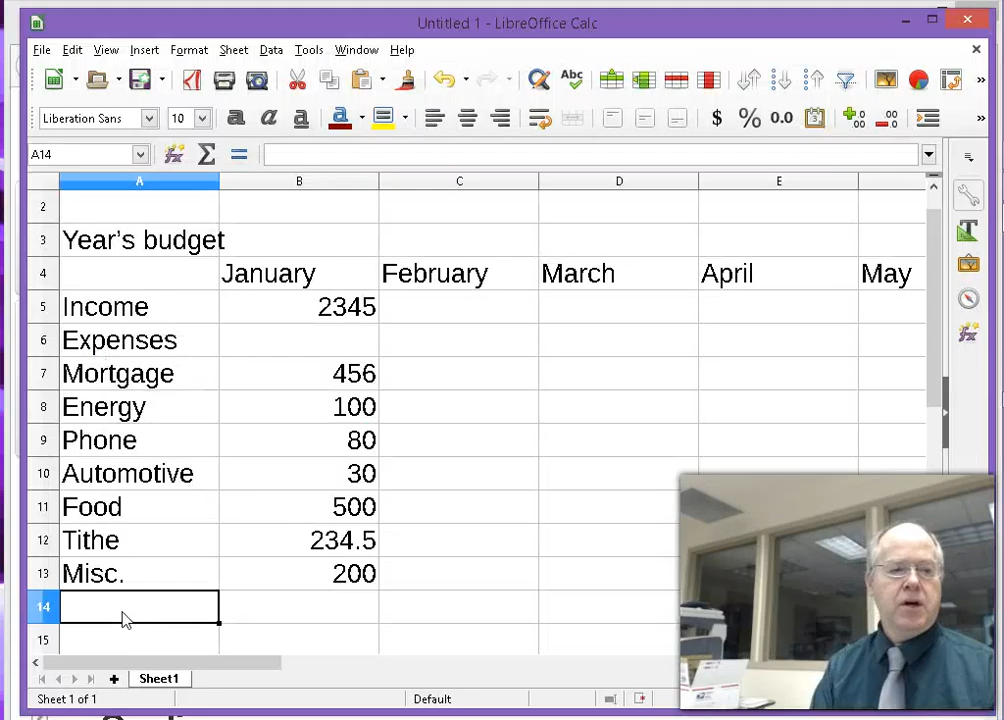 Untitled 1 - LibreOffice Calc
File Edit View Insert Format Sheet Data Tools Window Help
Abc
Liberation Sans 10 a a a a $ % 0.0
A14
A B C D E
2
3 Year's budget
4 January February March April May
5 Income 2345
6 Expenses
7 Mortgage 456
8 Energy 100
9 Phone 80
10 Automotive 30
11 Food 500
12 Tithe 234.5
13 Misc. 200
14
15
Sheet1
Sheet 1 of 1 Default